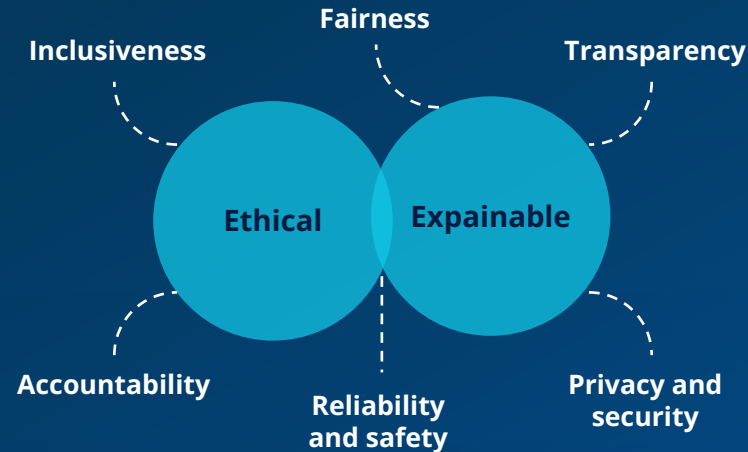 Fairness
Inclusiveness
Transparency
Ethical
Expainable
Accountability
Privacy and
security
Reliability
and safety